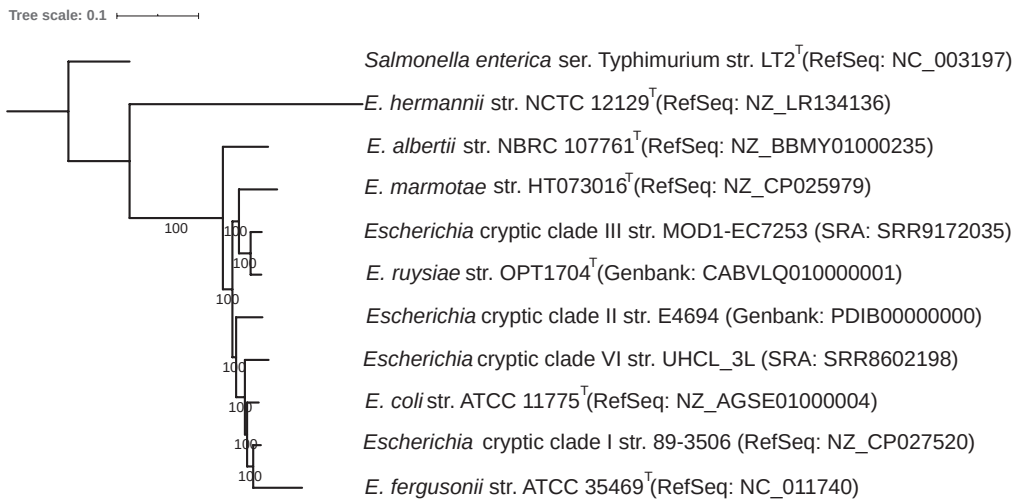 Tree scale: 0.1
Salmonella enterica ser. Typhimurium str. LT2T(RefSeq: NC_003197)
E. hermannii str. NCTC 12129T(RefSeq: NZ_LR134136)
E. albertii str. NBRC 107761T(RefSeq: NZ_BBMY01000235)
E. marmotae str. HT073016T(RefSeq: NZ_CP025979)
100
100
Escherichia cryptic clade III str. MOD1-EC7253 (SRA: SRR9172035)
100
E. ruysiae str. OPT1704T(Genbank: CABVLQ010000001)
100
Escherichia cryptic clade II str. E4694 (Genbank: PDIB00000000)
100
Escherichia cryptic clade VI str. UHCL_3L (SRA: SRR8602198)
100
E. coli str. ATCC 11775T(RefSeq: NZ_AGSE01000004)
100
Escherichia cryptic clade I str. 89-3506 (RefSeq: NZ_CP027520)
100
E. fergusonii str. ATCC 35469T(RefSeq: NC_011740)